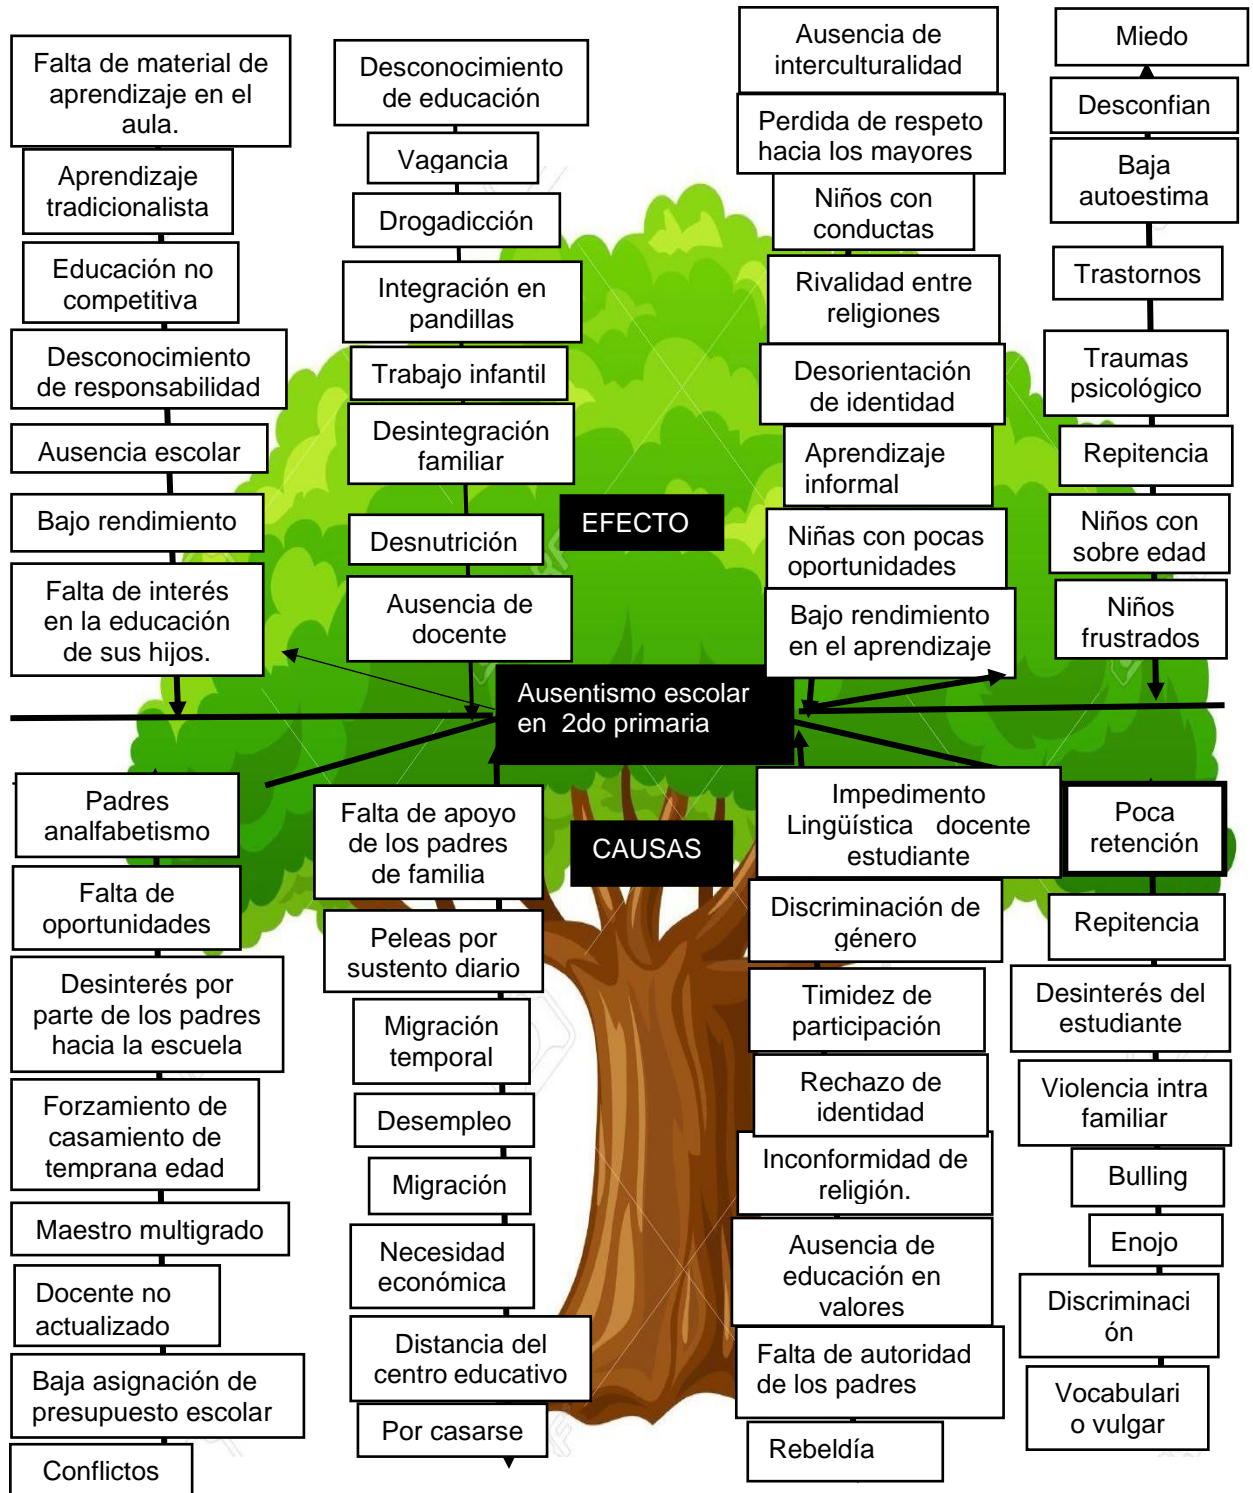 Falta de material de
aprendizaje en el
aula.
Aprendizaje
tradicionalista
Educación no
competitiva
Desconocimiento
de responsabilidad
Ausencia escolar
Bajo rendimiento
Falta de interés
en la educación
de sus hijos.
Desconocimiento
de educación
Vagancia
Drogadicción
Integración en
pandillas
Trabajo infantil
Desintegración
familiar
Desnutrición
Ausencia de
docente
EFECTO
Ausencia de
interculturalidad
Perdida de respeto
hacia los mayores
Niños con
conductas
Rivalidad entre
religiones
Desorientación
de identidad
Aprendizaje
informal
Niñas con pocas
oportunidades
Bajo rendimiento
en el aprendizaje
Miedo
Desconfian
Baja
autoestima
Trastornos
Traumas
psicológico
Repitencia
Niños con
sobre edad
Niños
frustrados
Ausentismo escolar
en 2do primaria
Padres
analfabetismo
Falta de
oportunidades
Desinterés por
parte de los padres
hacia la escuela
Forzamiento de
casamiento de
temprana edad
Maestro multigrado
Docente no
actualizado
Baja asignación de
presupuesto escolar
Conflictos
Falta de apoyo
de los padres
de familia
Peleas por
sustento diario
Migración
temporal
Desempleo
Migración
Necesidad
económica
Distancia del
centro educativo
Por casarse
CAUSAS
Impedimento
Lingüística docente
estudiante
Discriminación de
género
Timidez de
participación
Rechazo de
identidad
Inconformidad de
religión.
Ausencia de
educación en
valores
Falta de autoridad
de los padres
Rebeldía
Poca
retención
Repitencia
Desinterés del
estudiante
Violencia intra
familiar
Bulling
Enojo
Discriminaci
ón
Vocabulari
o vulgar